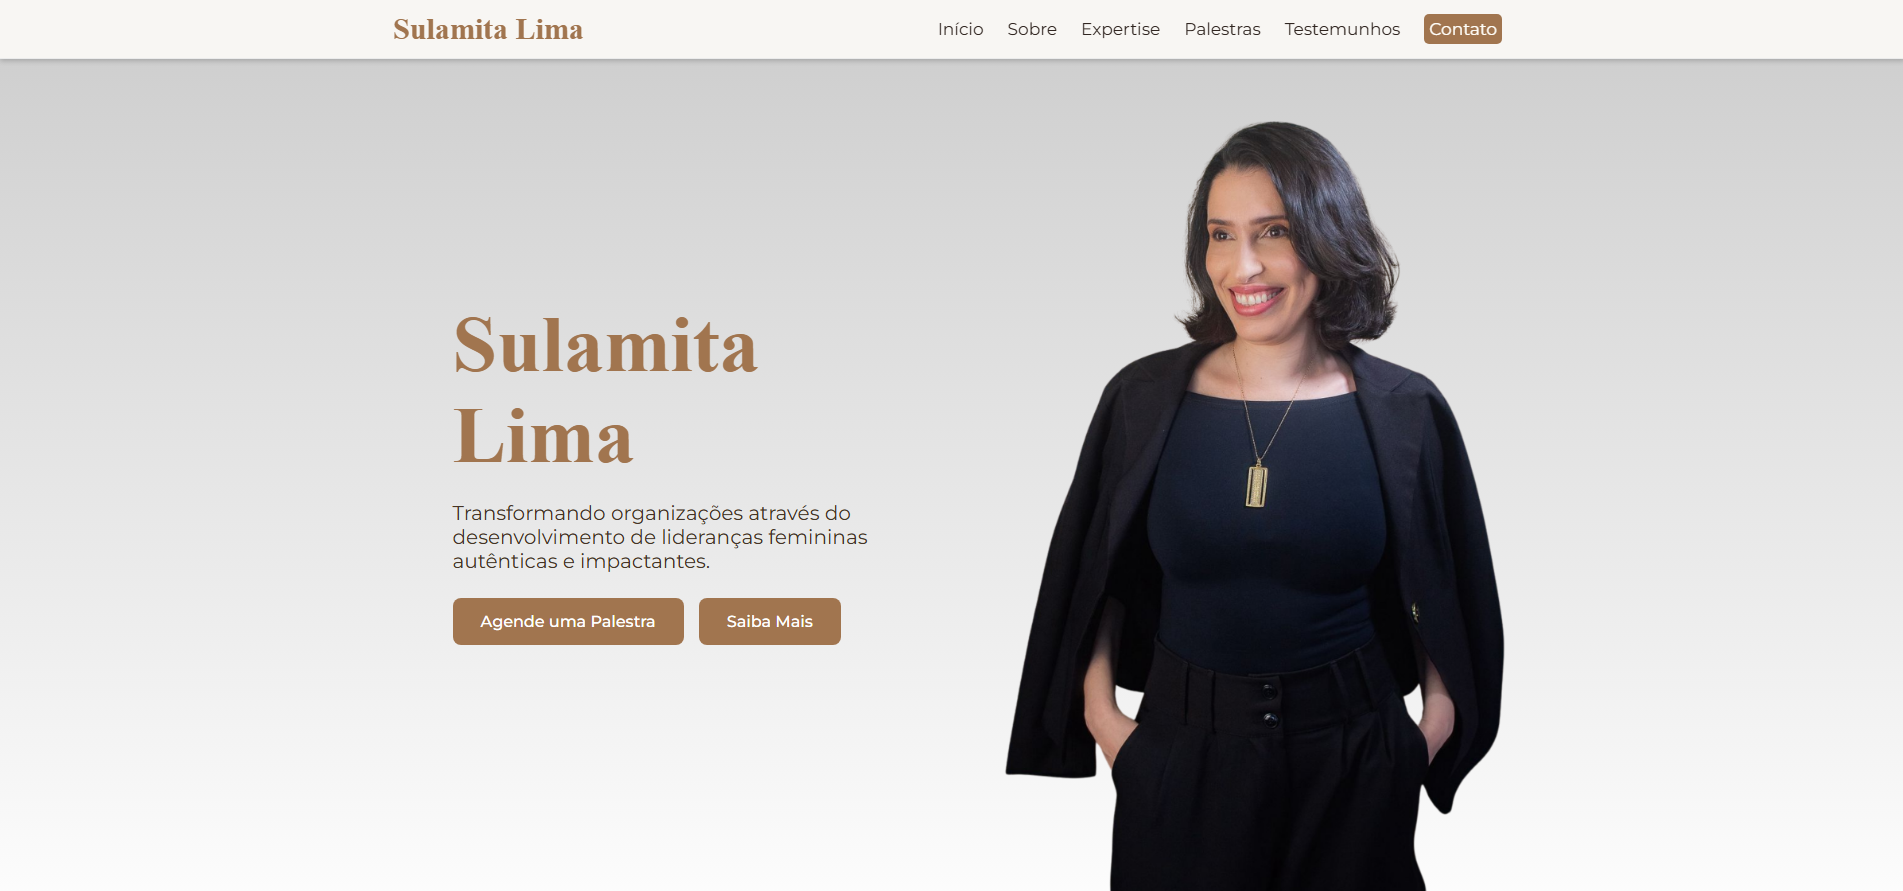 Sulamita Lima
Início Sobre Expertise Palestras Testemunhos Contato
Sulamita
Lima
Transformando organizações através do
desenvolvimento de lideranças femininas
autênticas e impactantes.
Agende uma Palestra Saiba Mais